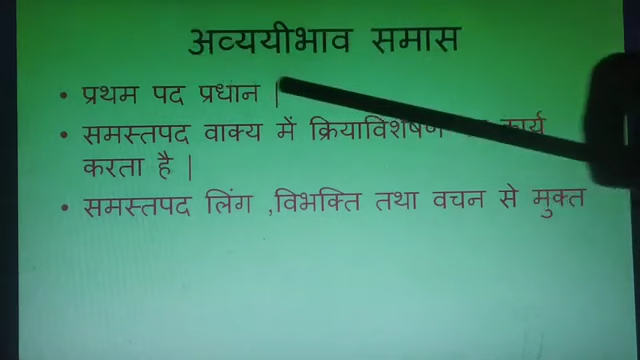 अव्ययीभाव समास
• प्रथम पद प्रधान |
• समस्तपद वाक्य में क्रियाविशेषण कार्य
करता है |
• समस्तपद लिंग ,विभक्ति तथा वचन से मुक्त